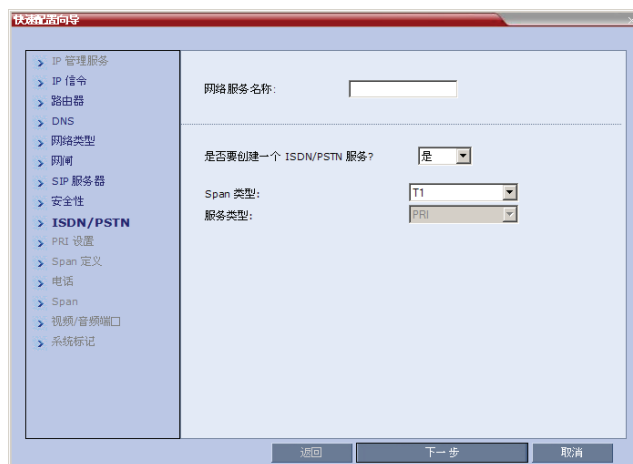 快速配置向导
IP 管理服务
IP 信令
路由器
DNS
网络类型
网闸
SIP 服务器
安全性
ISDN/PSTN
PRI 设置
Span 定义
电话
Span
视频/音频端口
系统标记
网络服务名称:
是否要创建一个 ISDN/PSTN 服务?
是
Span 类型:
T1
服务类型:
PRI
返回
下一步
取消